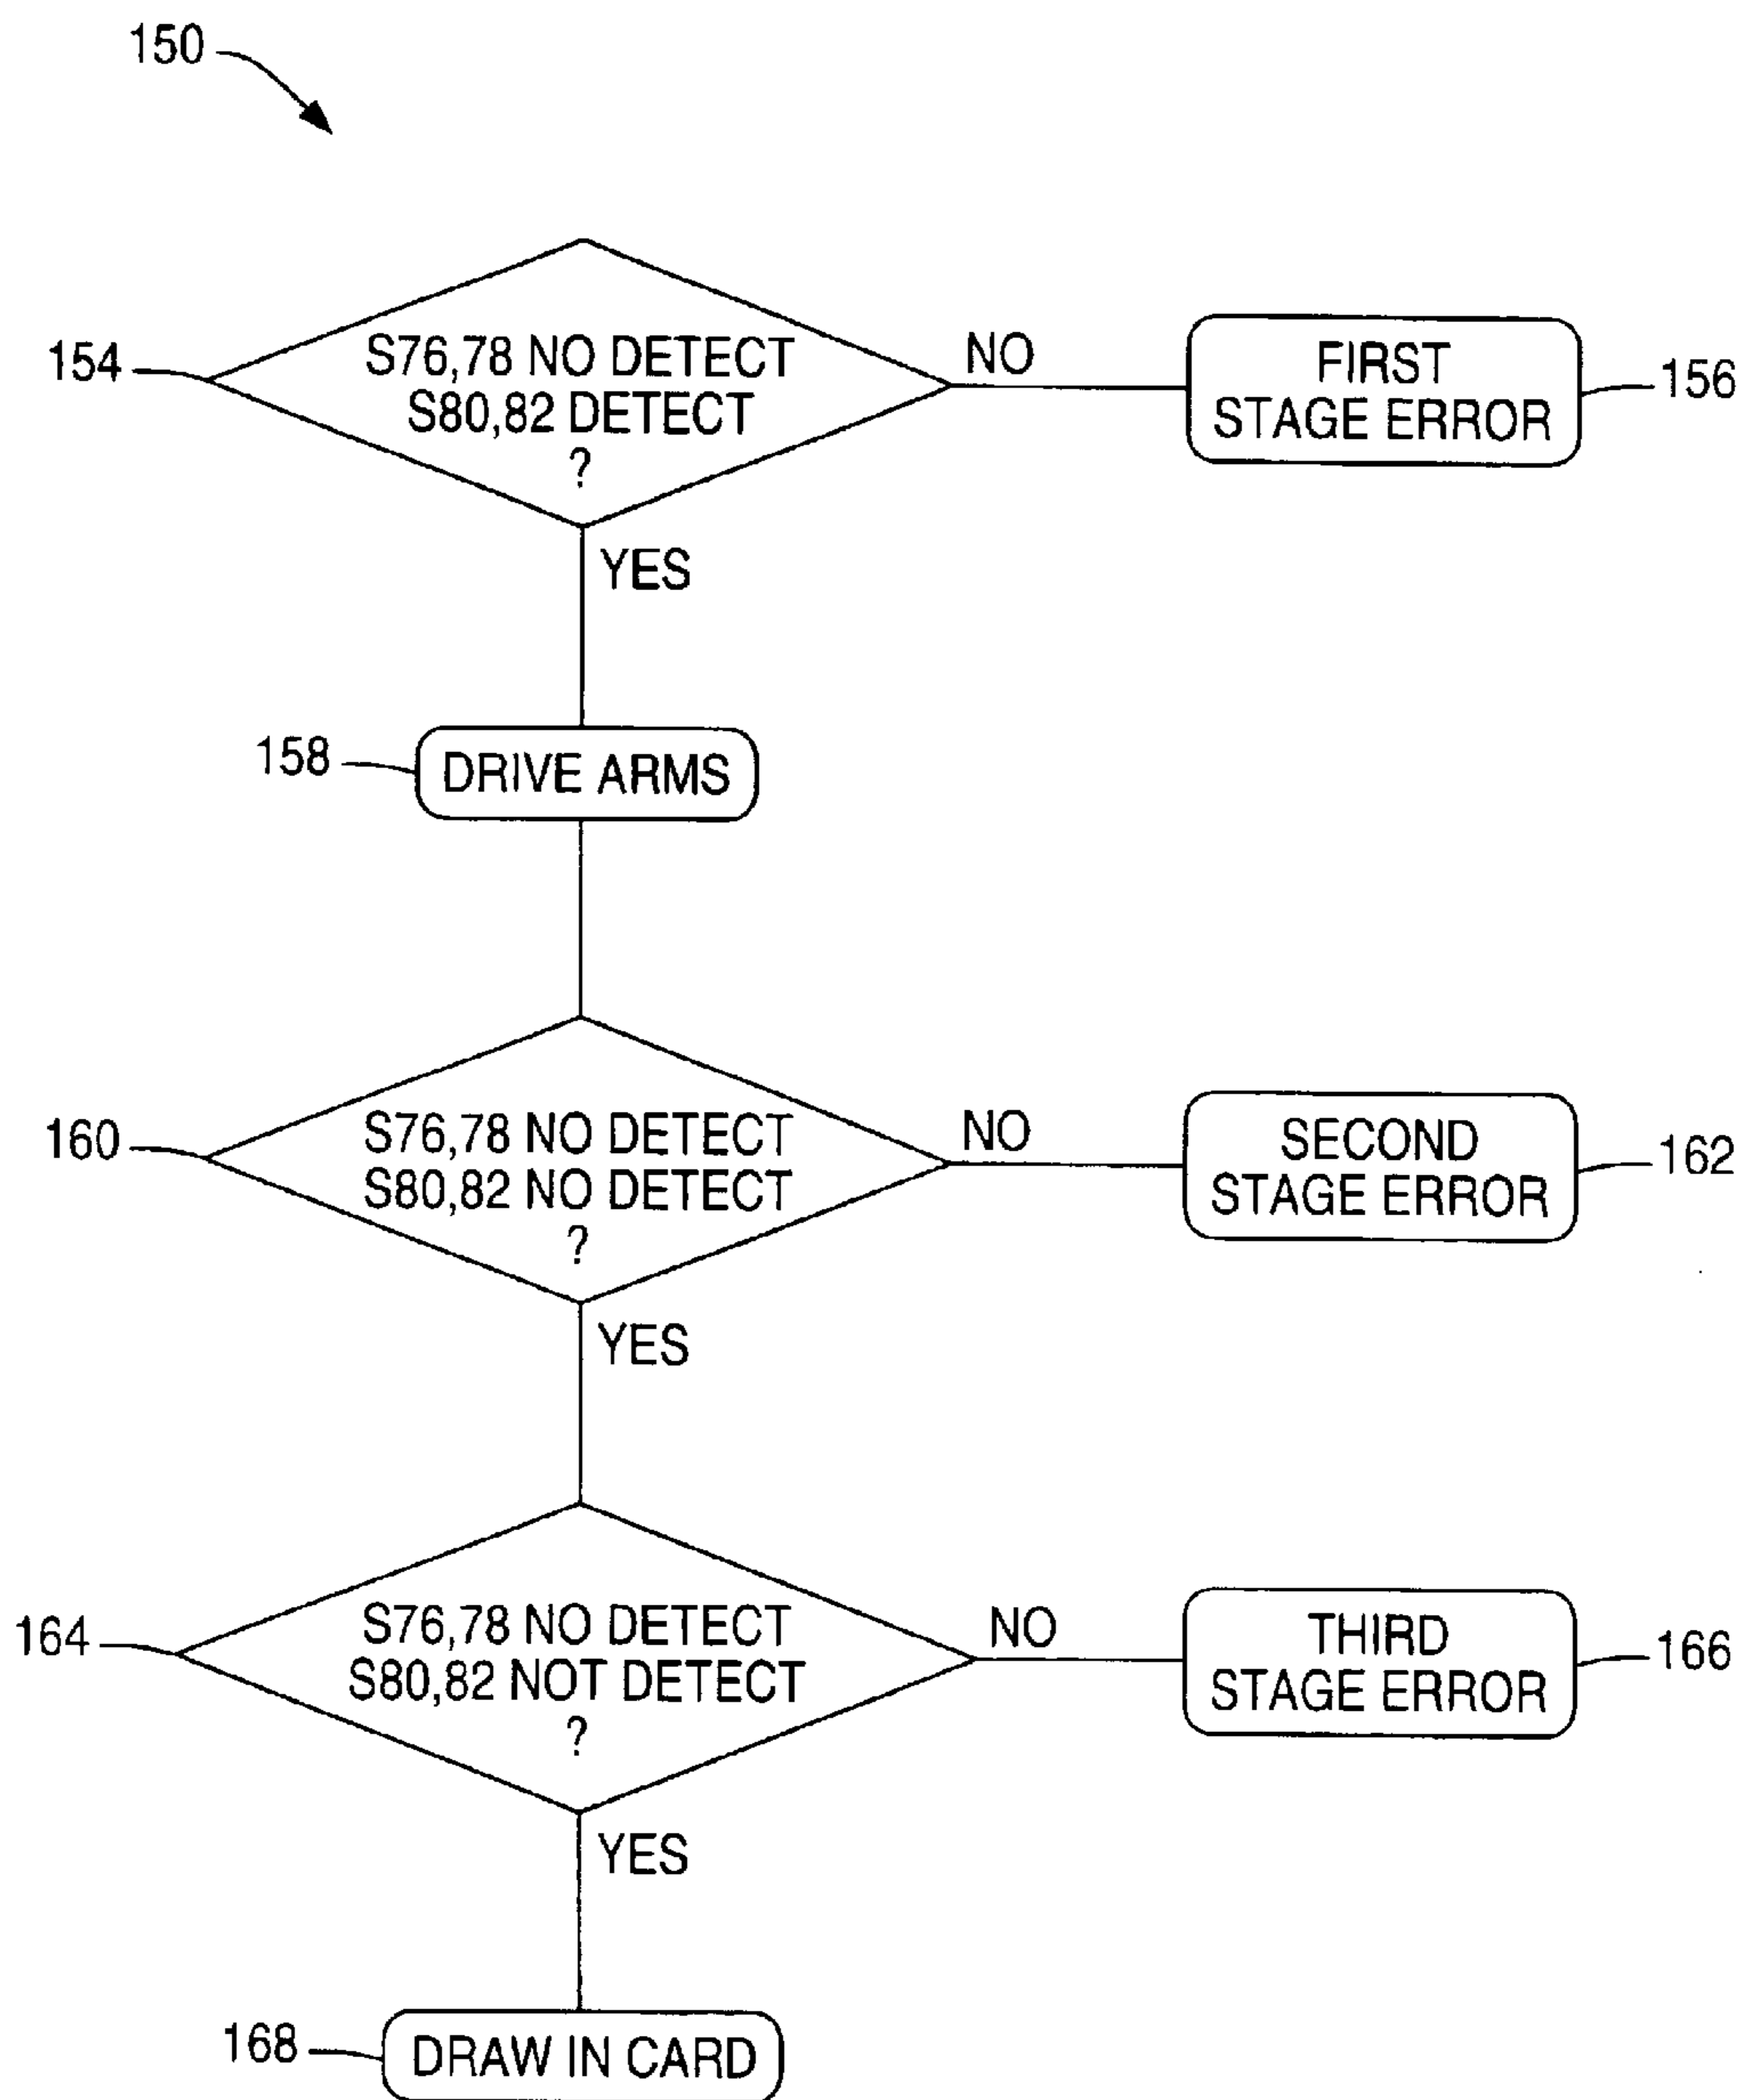 150
154
S76,78 NO DETECT
S80,82 DETECT
?
NO
FIRST
STAGE ERROR
156
YES
158
DRIVE ARMS
160
S76,78 NO DETECT
S80,82 NO DETECT
?
NO
SECOND
STAGE ERROR
162
YES
164
S76,78 NO DETECT
S80,82 NOT DETECT
?
NO
THIRD
STAGE ERROR
166
YES
168
DRAW IN CARD